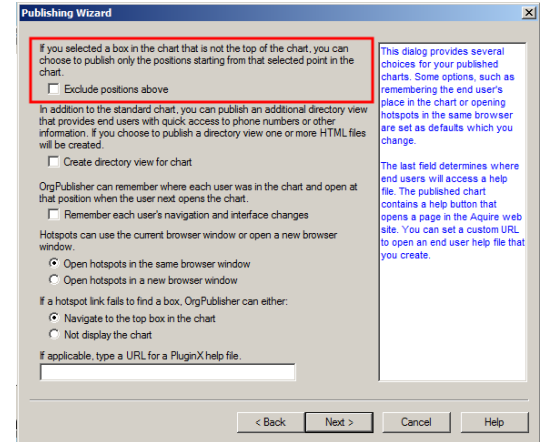 Publishing Wizard
If you selected a box in the chart that is not the top of the chart, you can
choose to publish only the positions starting from that selected point in the
chart.
Exclude positions above
In addition to the standard chart, you can publish an additional directory view
that provides end users with quick access to phone numbers or other
information. If you choose to publish a directory view one or more HTML files
will be created.
Create directory view for chart
OrgPublisher can remember where each user was in the chart and open at
that position when the user next opens the chart.
Remember each user's navigation and interface changes
Hotspots can use the current browser window or open a new browser
window.
Open hotspots in the same browser window
Open hotspots in a new browser window
If a hotspot link fails to find a box, OrgPublisher can either:
Navigate to the top box in the chart
Not display the chart
If applicable, type a URL for a PluginX help file.
This dialog provides several
choices for your published
charts. Some options, such as
remembering the end user's
place in the chart or opening
hotspots in the same browser
are set as defaults which you
change.
The last field determines where
end users will access a help
file. The published chart
contains a help button that
opens a page in the Aquire web
site. You can set a custom URL
to open an end user help file that
you create.
< Back
Next >
Cancel
Help